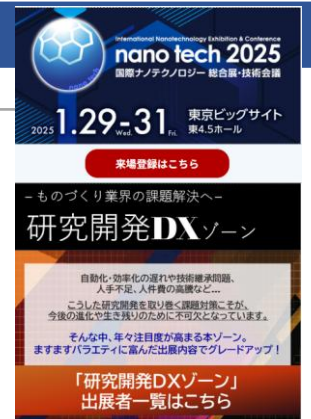 International Nanotechnology Exhibition & Conference
nano tech 2025
国際ナノテクノロジー 総合展・技術会議
nano tech
2025 1.29-31 Wed. Fri. 東京ビッグサイト
東4.5ホール
来場登録はこちら
-ものづくり業界の課題解決へ-
研究開発DXゾーン
自動化・効率化の遅れや技術継承問題、
人手不足、人件費の高騰など...
こうした研究開発を取り巻く課題対策こそが、
今後の進化や生き残りのために不可欠となっています。
そんな中、年々注目度が高まる本ゾーン。
ますますバラエティに富んだ出展内容でグレードアップ!
「研究開発DXゾーン」
出展者一覧はこちら